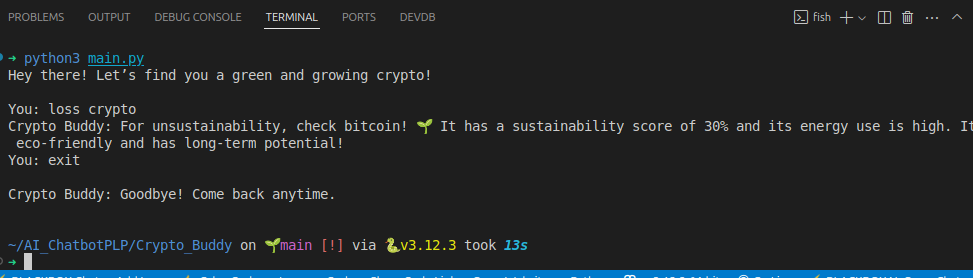 PROBLEMS OUTPUT DEBUG CONSOLE TERMINAL PORTS DEVDB fish
→ python3 main.py
Hey there! Let’s find you a green and growing crypto!
You: loss crypto
Crypto Buddy: For unsustainability, check bitcoin! 🌱 It has a sustainability score of 30% and its energy use is high. It
eco-friendly and has long-term potential!
You: exit
Crypto Buddy: Goodbye! Come back anytime.
~/AI_ChatbotPLP/Crypto_Buddy on 🌱main [!] via 🐍v3.12.3 took 13s
→